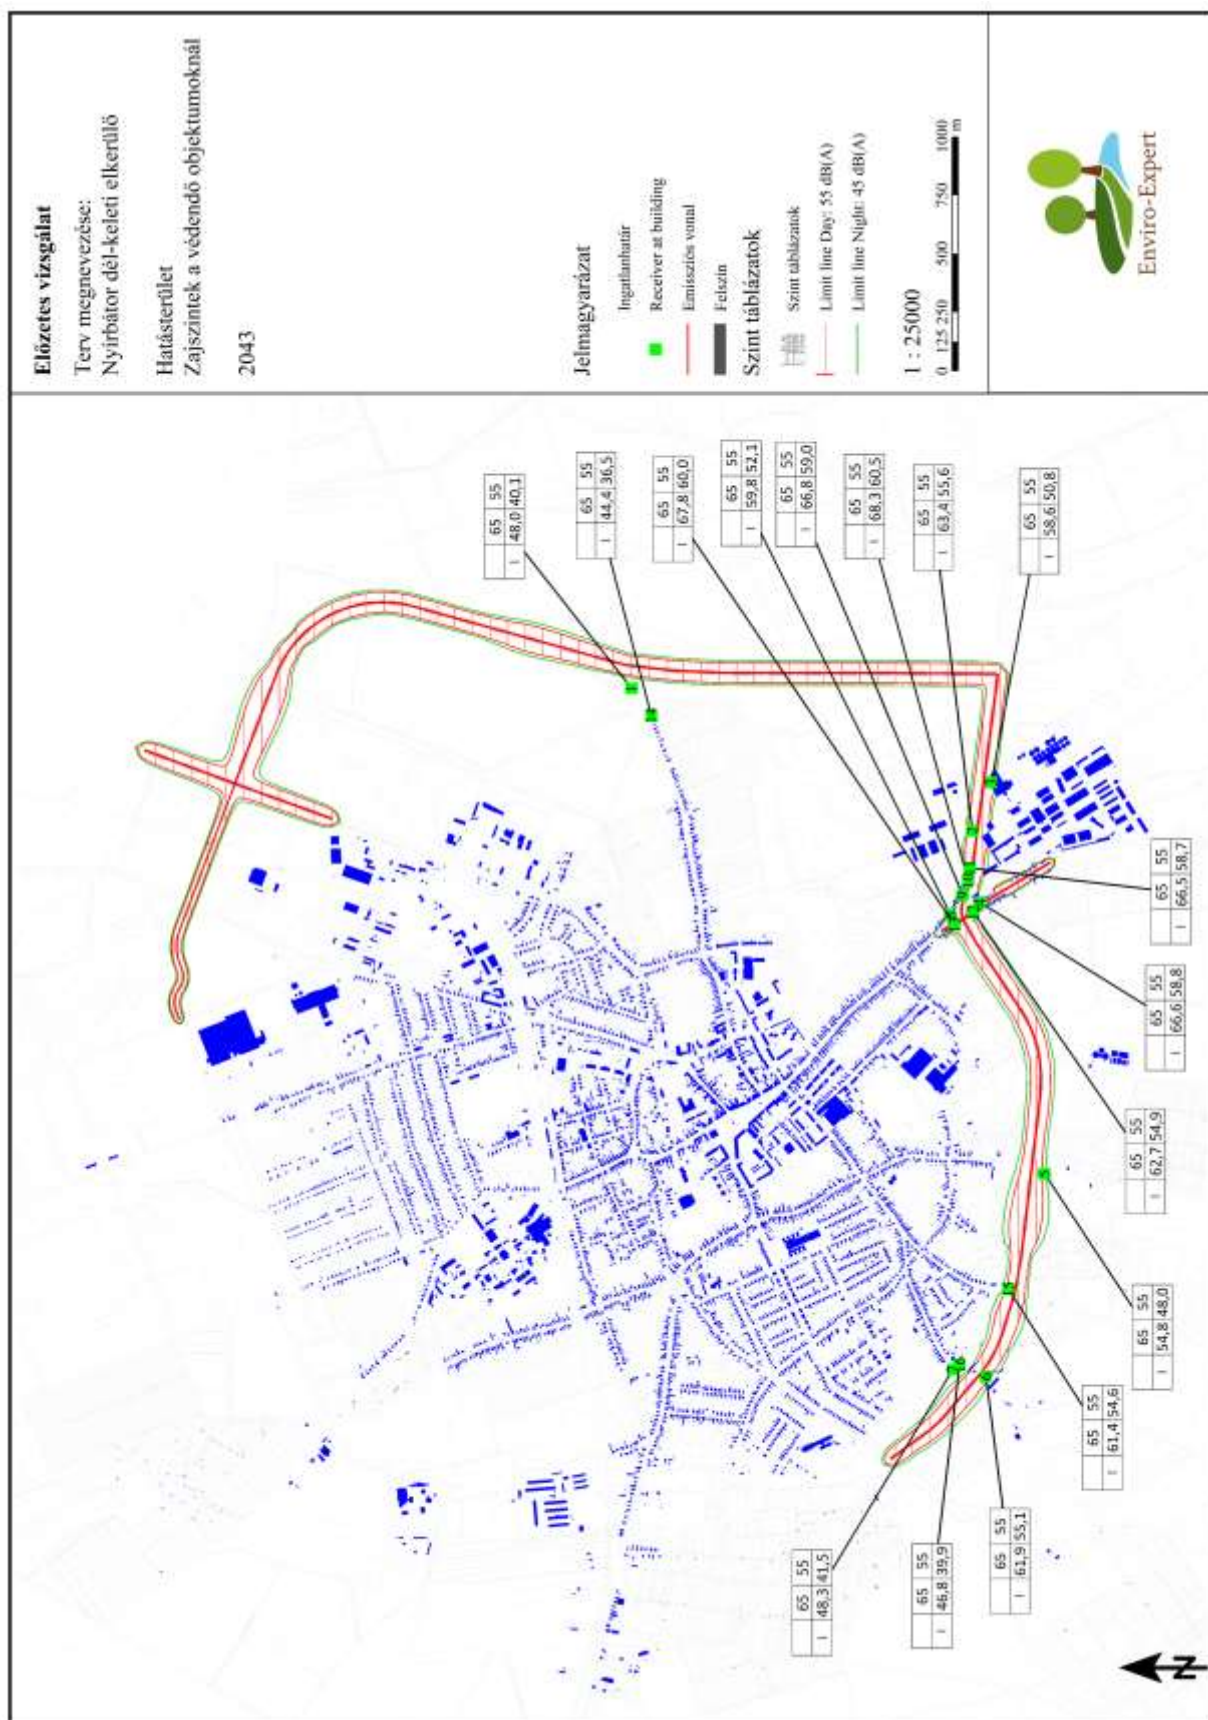 Előzetes vizsgálat
Terv megnevezése:
Nyírbátor dél-keleti elkerülő
Hatásterület
Zajszintek a védendő objektumoknál
2043
Jelmagyarázat
Ingatlanhatár
Receiver at building
Emissziós vonal
Felszín
Szint táblázatok
Szint táblázatok
Limit line Day: 55 dB(A)
Limit line Night: 45 dB(A)
1 : 25000
0 125 250 500 750 1000
m
Enviro-Expert
65 55
I 48,0 40,1
65 55
I 44,4 36,5
65 55
I 67,8 60,0
65 55
I 59,8 52,1
65 55
I 66,8 59,0
65 55
I 68,3 60,5
65 55
I 63,4 55,6
65 55
I 58,6 50,8
65 55
I 66,5 58,7
65 55
I 66,6 58,8
65 55
I 62,7 54,9
65 55
I 54,8 48,0
65 55
I 61,4 54,6
65 55
I 61,9 55,1
65 55
I 46,8 39,9
65 55
I 48,3 41,5
N